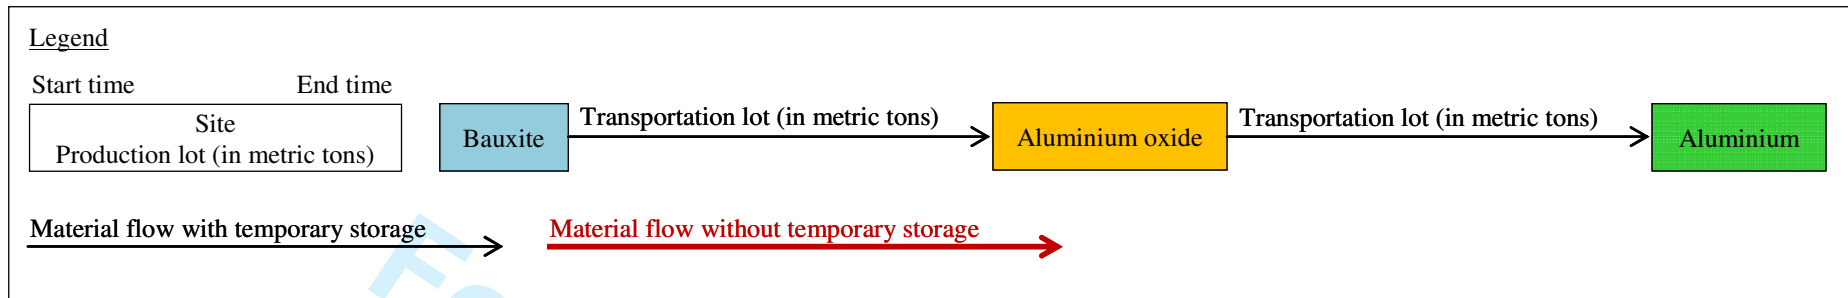 Legend
Start time End time
Site
Production lot (in metric tons)
Bauxite
Transportation lot (in metric tons)
Aluminium oxide
Transportation lot (in metric tons)
Aluminium
Material flow with temporary storage
Material flow without temporary storage